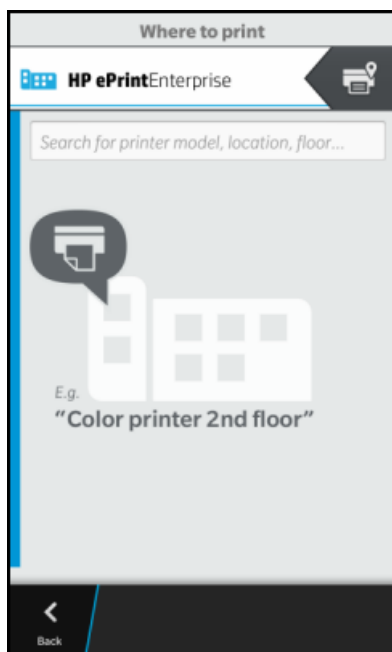 Where to print
HP ePrintEnterprise
Search for printer model, location, floor...
E.g.
"Color printer 2nd floor"
Back